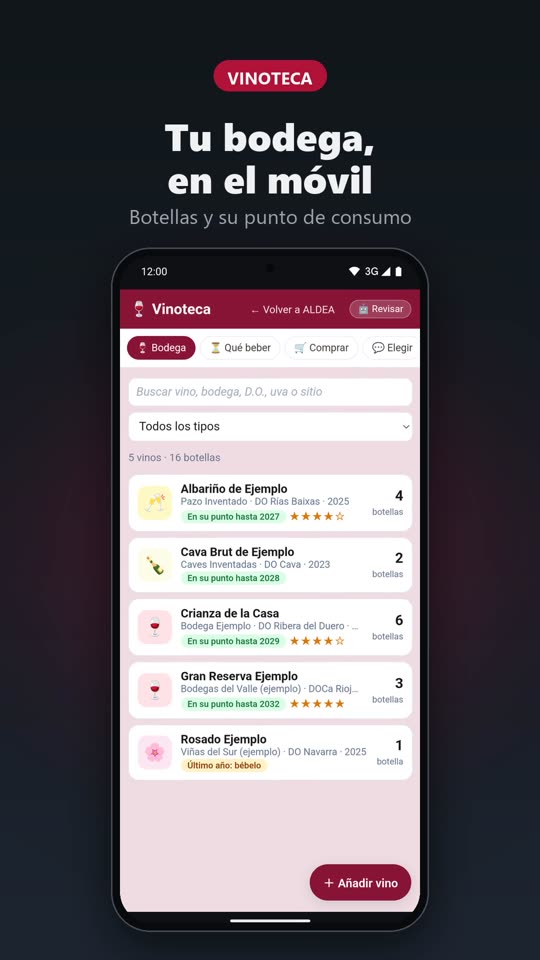 VINOTECA
Tu bodega,
en el móvil
Botellas y su punto de consumo
12:00
3G
Vinoteca
← Volver a ALDEA
Revisar
Bodega
Qué beber
Comprar
Elegir
Buscar vino, bodega, D.O., uva o sitio
Todos los tipos
5 vinos · 16 botellas
Albariño de Ejemplo
Pazo Inventado · DO Rías Baixas · 2025
En su punto hasta 2027 ★★★★☆
4
botellas
Cava Brut de Ejemplo
Caves Inventadas · DO Cava · 2023
En su punto hasta 2028
2
botellas
Crianza de la Casa
Bodega Ejemplo · DO Ribera del Duero · ...
En su punto hasta 2029 ★★★★☆
6
botellas
Gran Reserva Ejemplo
Bodegas del Valle (ejemplo) · DOCa Rioj...
En su punto hasta 2032 ★★★★★
3
botellas
Rosado Ejemplo
Viñas del Sur (ejemplo) · DO Navarra · 2025
Último año: bébelo
1
botella
+ Añadir vino